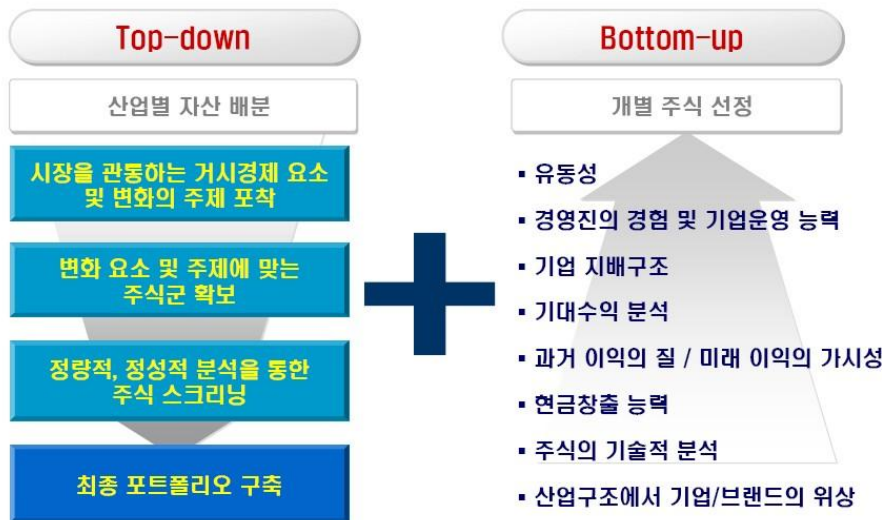 Top-down
산업별 자산 배분
시장을 관통하는 거시경제 요소
및 변화의 주제 포착
변화 요소 및 주제에 맞는
주식군 확보
정량적, 정성적 분석을 통한
주식 스크리닝
최종 포트폴리오 구축
Bottom-up
개별 주식 선정
▪ 유동성
▪ 경영진의 경험 및 기업운영 능력
▪ 기업 지배구조
▪ 기대수익 분석
▪ 과거 이익의 질 / 미래 이익의 가시성
▪ 현금창출 능력
▪ 주식의 기술적 분석
▪ 산업구조에서 기업/브랜드의 위상